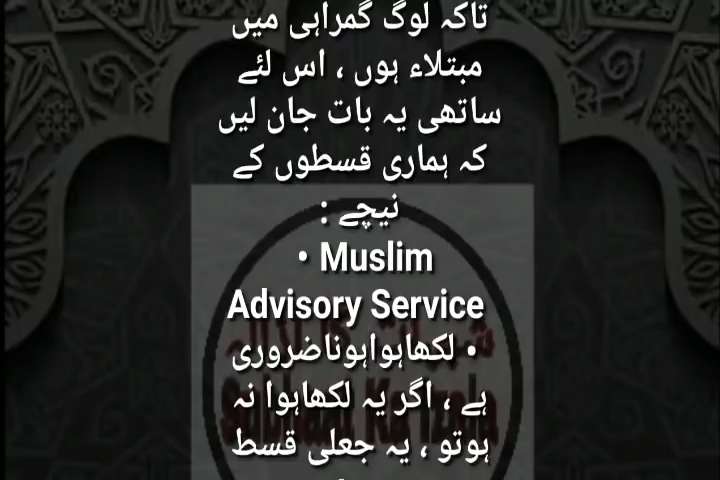 تاکہ لوگ گمراہی میں
مبتلاء ہوں ، اس لئے
ساتھی یہ بات جان لیں
کہ ہماری قسطوں کے
نیچے :
• Muslim
Advisory Service
• لکھاہواہوناضروری
ہے ، اگر یہ لکھاہوا نہ
ہوتو ، یہ جعلی قسط